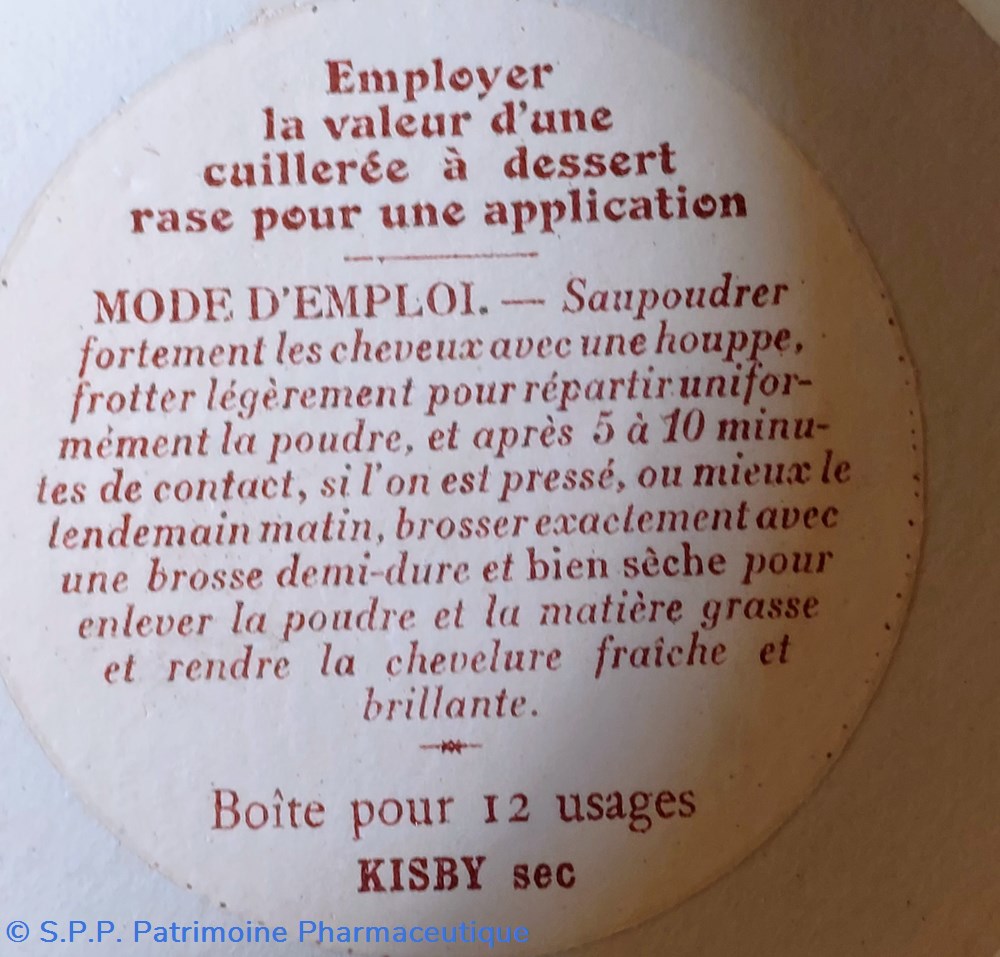 Employer
la valeur d'une
cuillerée à dessert
rase pour une application
MODE D'EMPLOI. — Saupoudrer
fortement les cheveux avec une houppe,
frotter légèrement pour répartir unifor-
mément la poudre, et après 5 à 10 minu-
tes de contact, si l'on est pressé, ou mieux le
lendemain matin, brosser exactement avec
une brosse demi-dure et bien sèche pour
enlever la poudre et la matière grasse
et rendre la chevelure fraîche et
brillante.
Boîte pour 12 usages
KISBY sec
© S.P.P. Patrimoine Pharmaceutique